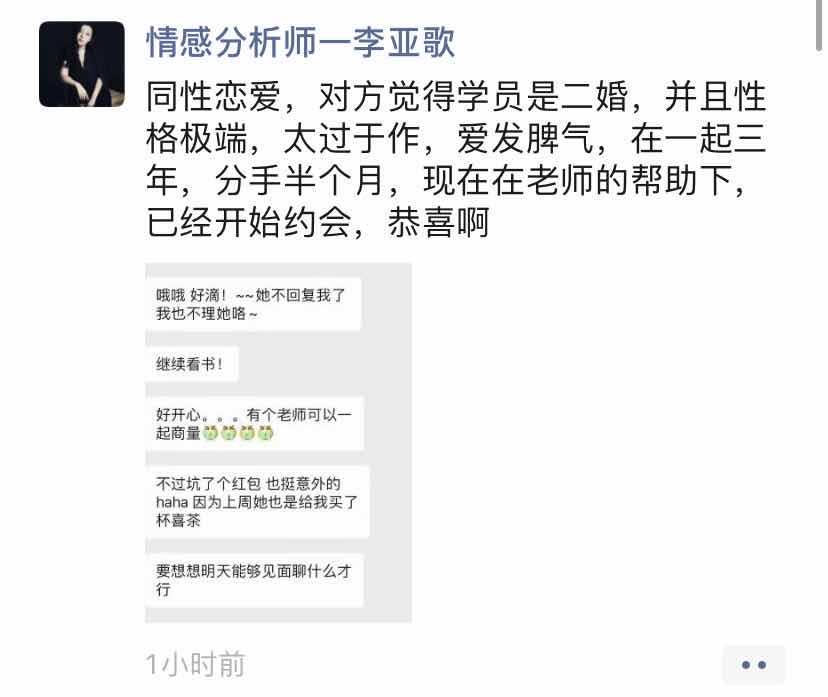 情感分析师一李亚歌
同性恋爱，对方觉得学员是二婚，并且性
格极端，太过于作，爱发脾气，在一起三
年，分手半个月，现在在老师的帮助下，
已经开始约会，恭喜啊
哦哦 好滴！~~她不回复我了
我也不理她咯~
继续看书！
好开心。。。有个老师可以一
起商量
不过坑了个红包 也挺意外的
haha 因为上周她也是给我买了
杯喜茶
要想想明天能够见面聊什么才
行
1小时前